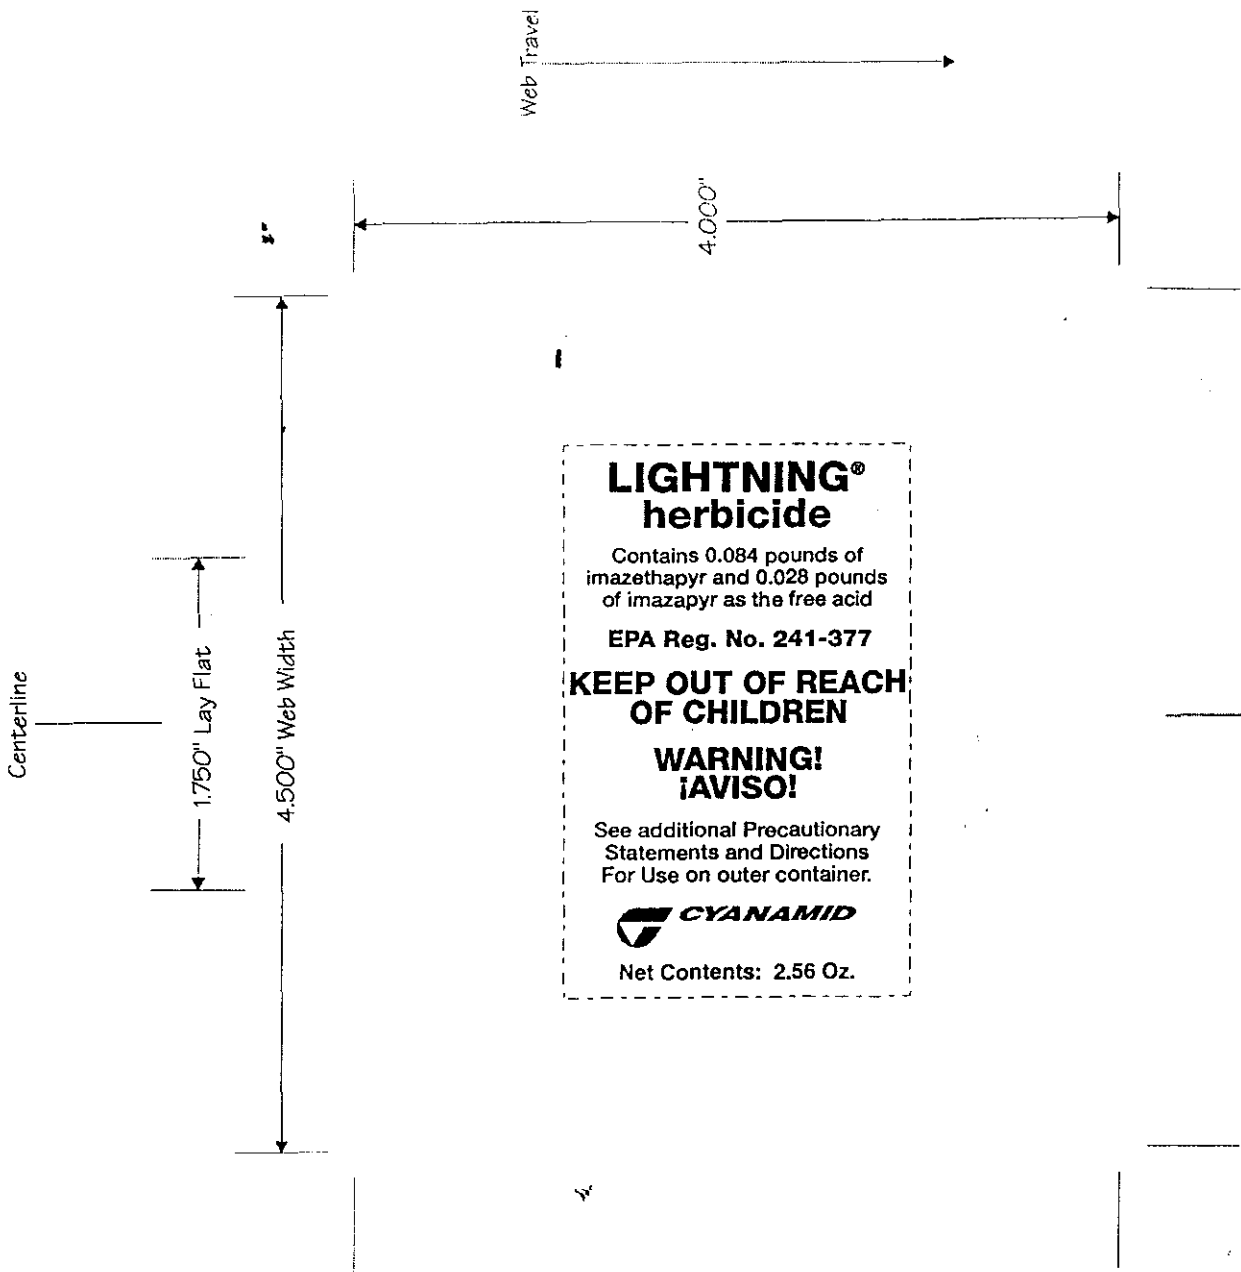 Web Travel
4.000"
Centerline
1.750" Lay Flat
4.500" Web Width
LIGHTNING®
herbicide
Contains 0.084 pounds of
imazethapyr and 0.028 pounds
of imazapyr as the free acid
EPA Reg. No. 241-377
KEEP OUT OF REACH
OF CHILDREN
WARNING!
¡AVISO!
See additional Precautionary
Statements and Directions
For Use on outer container.
CYANAMID
Net Contents: 2.56 Oz.